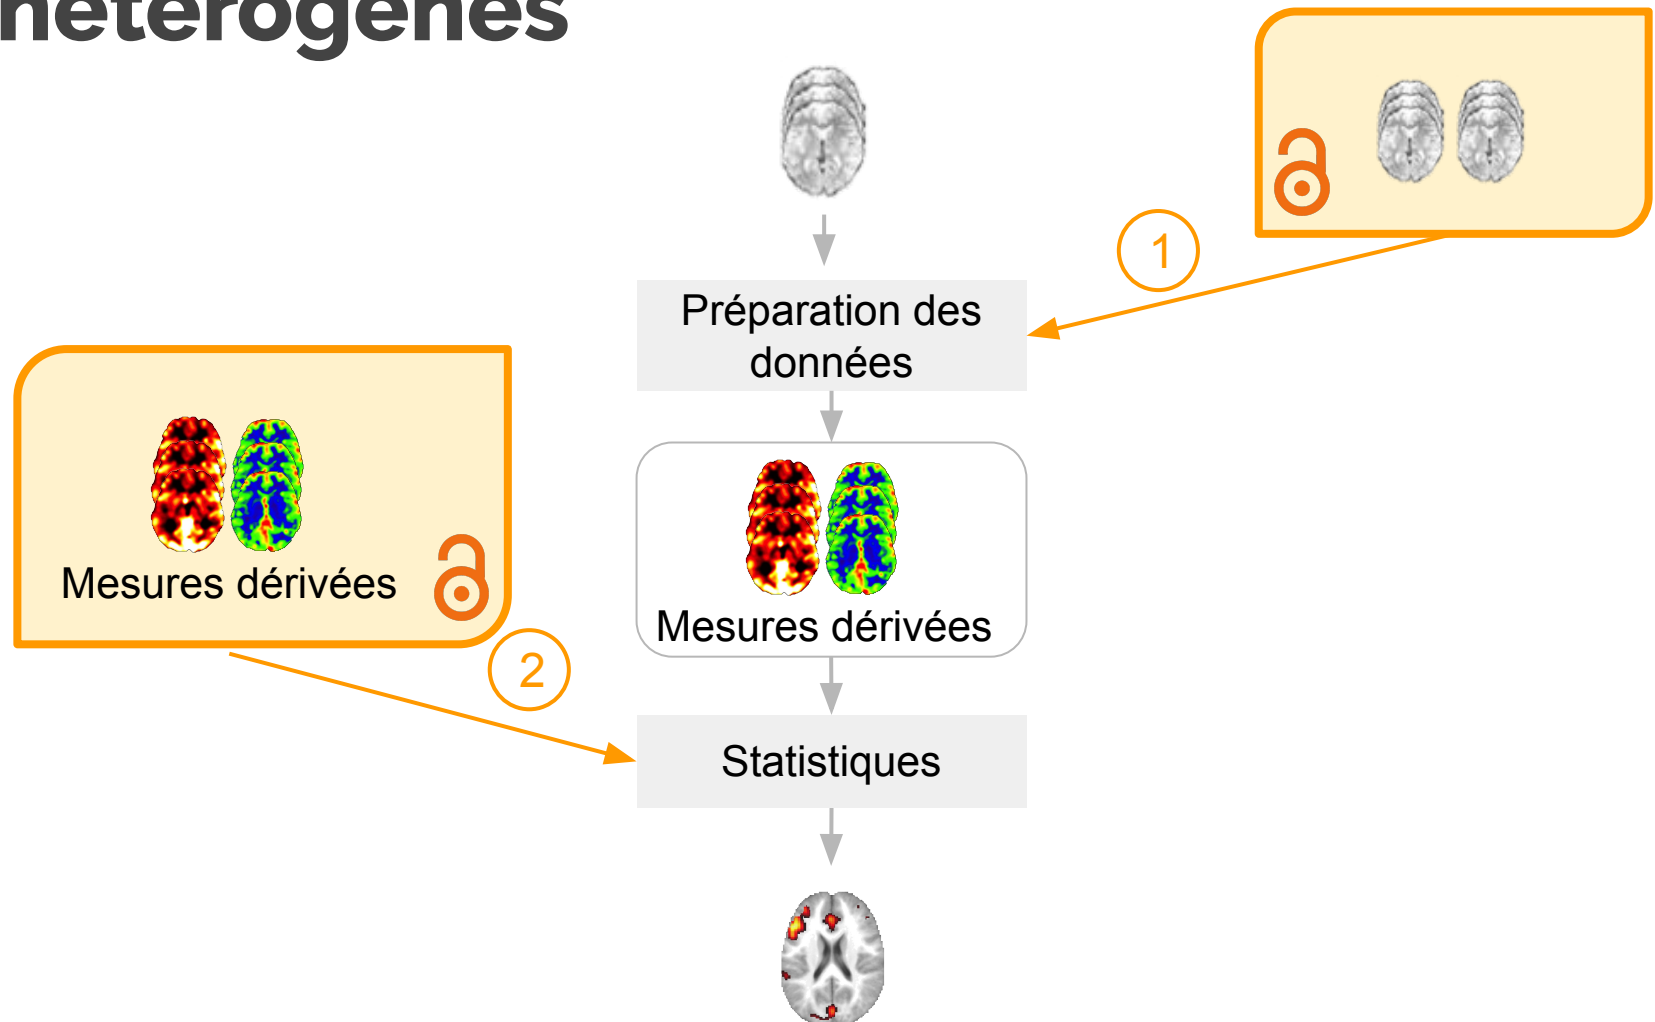 hétérogènes
1
Préparation des
données
Mesures dérivées
Mesures dérivées
2
Statistiques